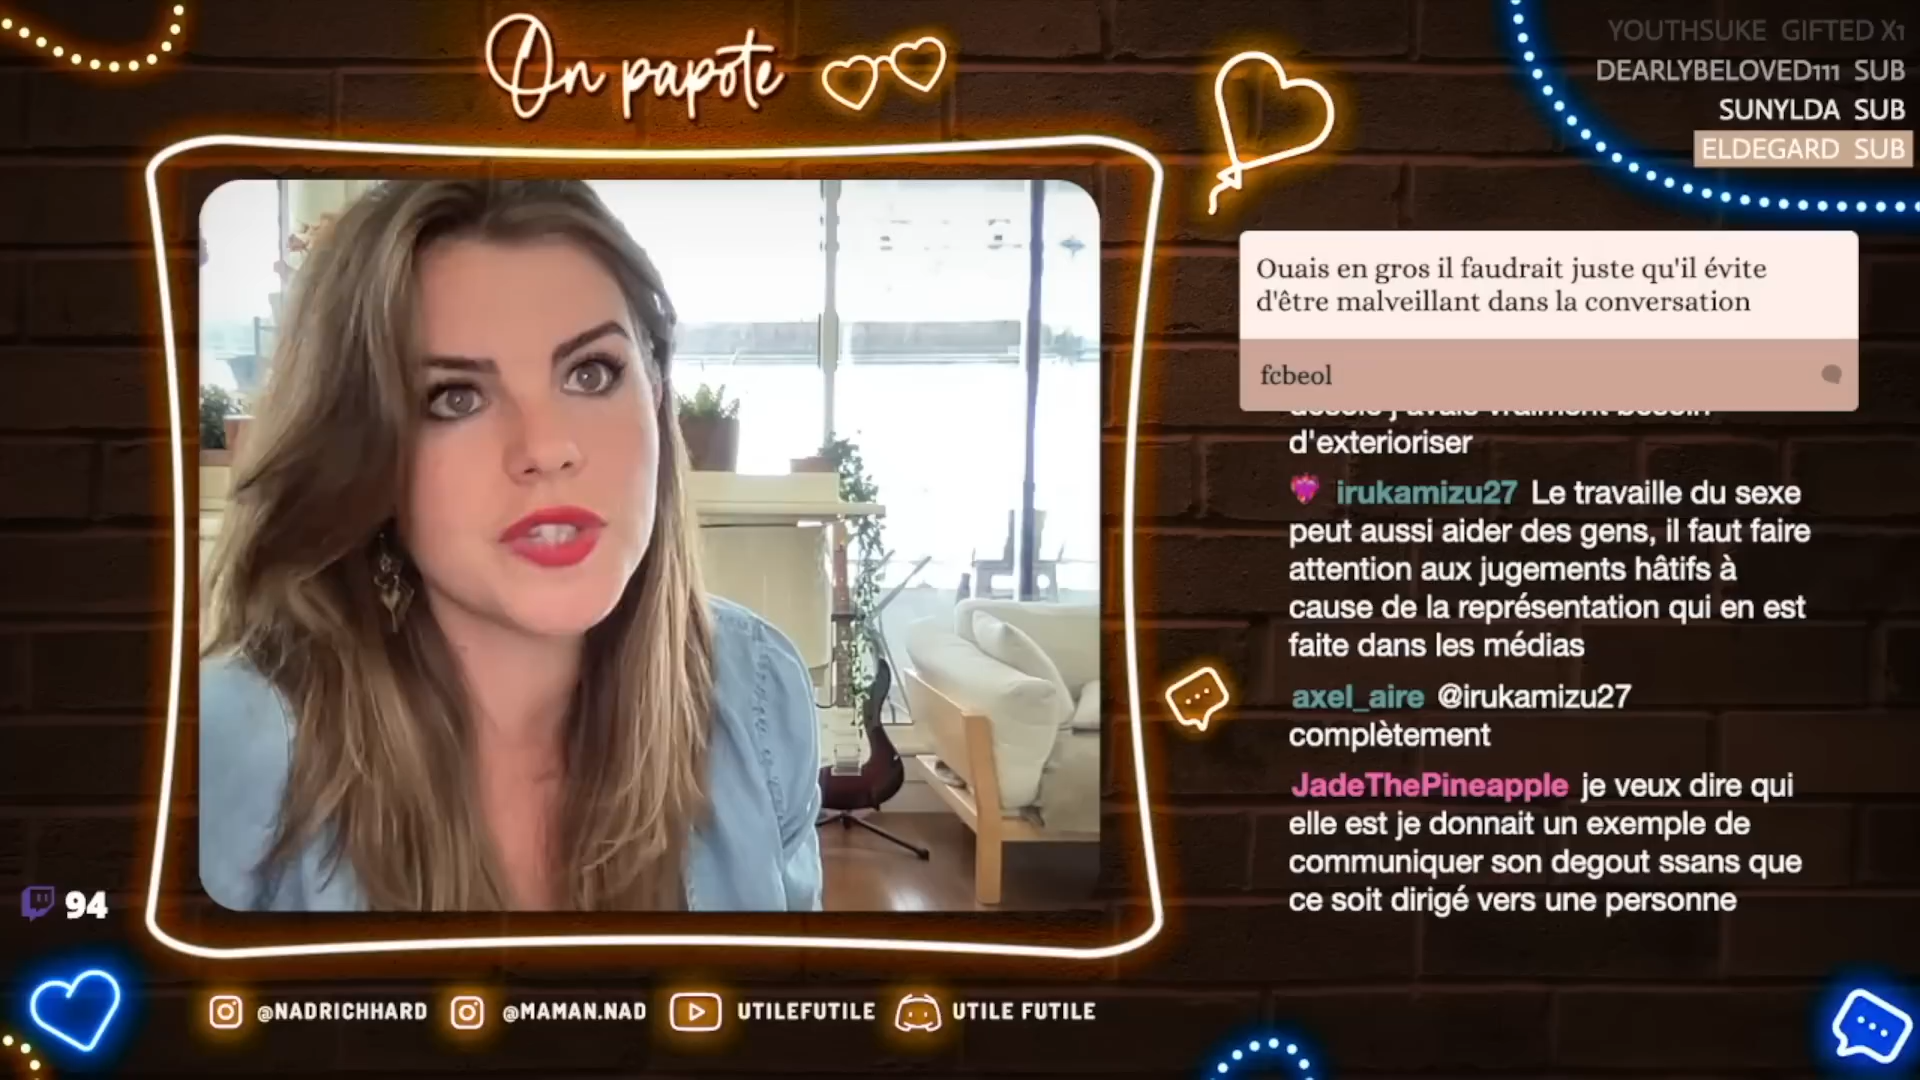 On papote
YOUTHSUKE GIFTED X1
DEARLYBELOVED111 SUB
SUNYLDA SUB
ELDEGARD SUB
Ouais en gros il faudrait juste qu'il évite
d'être malveillant dans la conversation
fcbeol
d'exterioriser
irukamizu27 Le travaille du sexe
peut aussi aider des gens, il faut faire
attention aux jugements hâtifs à
cause de la représentation qui en est
faite dans les médias
axel_aire @irukamizu27
complètement
JadeThePineapple je veux dire qui
elle est je donnait un exemple de
communiquer son degout ssans que
ce soit dirigé vers une personne
94
@NADRICHHARD @MAMAN.NAD UTILEFUTILE UTILE FUTILE